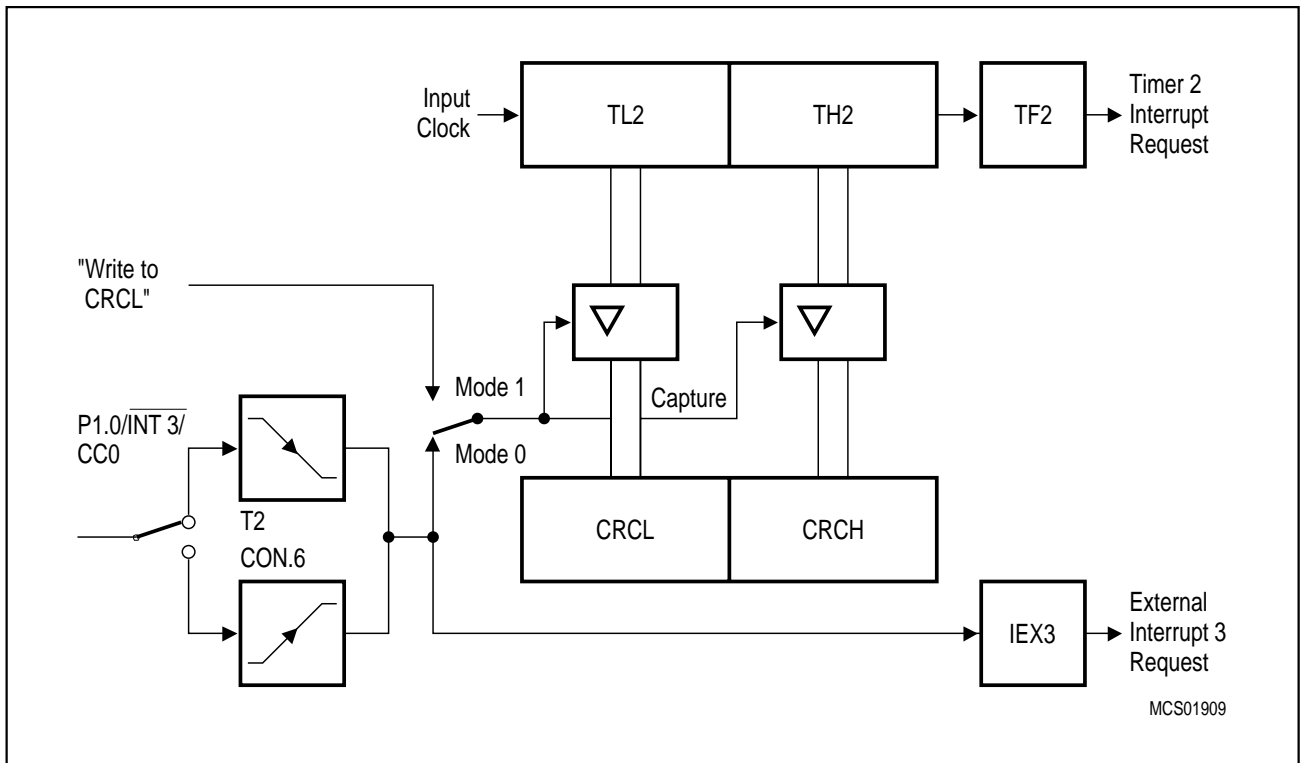 Input
Clock
TL2
TH2
TF2
Timer 2
Interrupt
Request
"Write to
CRCL"
Mode 1
Capture
Mode 0
P1.0/INT 3/
CC0
T2
CON.6
CRCL
CRCH
IEX3
External
Interrupt 3
Request
MCS01909